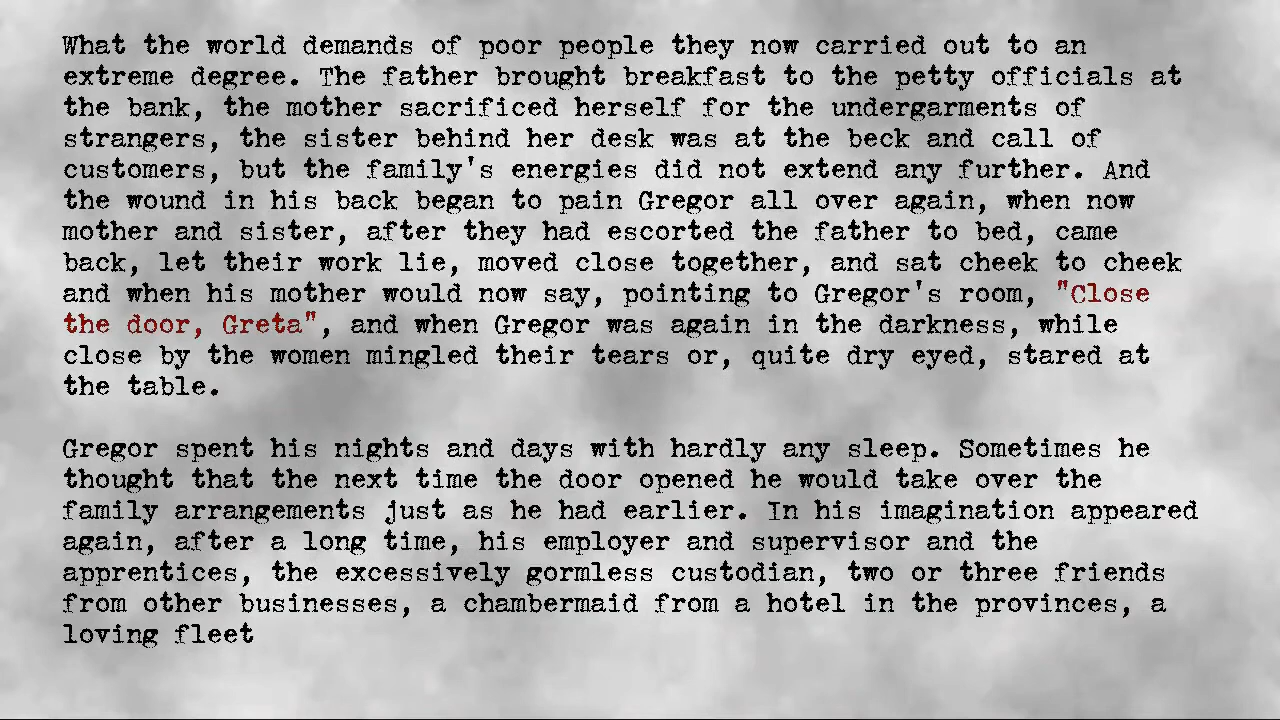 What the world demands of poor people they now carried out to an
extreme degree. The father brought breakfast to the petty officials at
the bank, the mother sacrificed herself for the undergarments of
strangers, the sister behind her desk was at the beck and call of
customers, but the family's energies did not extend any further. And
the wound in his back began to pain Gregor all over again, when now
mother and sister, after they had escorted the father to bed, came
back, let their work lie, moved close together, and sat cheek to cheek
and when his mother would now say, pointing to Gregor's room, "Close
the door, Greta", and when Gregor was again in the darkness, while
close by the women mingled their tears or, quite dry eyed, stared at
the table.
Gregor spent his nights and days with hardly any sleep. Sometimes he
thought that the next time the door opened he would take over the
family arrangements just as he had earlier. In his imagination appeared
again, after a long time, his employer and supervisor and the
apprentices, the excessively gormless custodian, two or three friends
from other businesses, a chambermaid from a hotel in the provinces, a
loving fleet